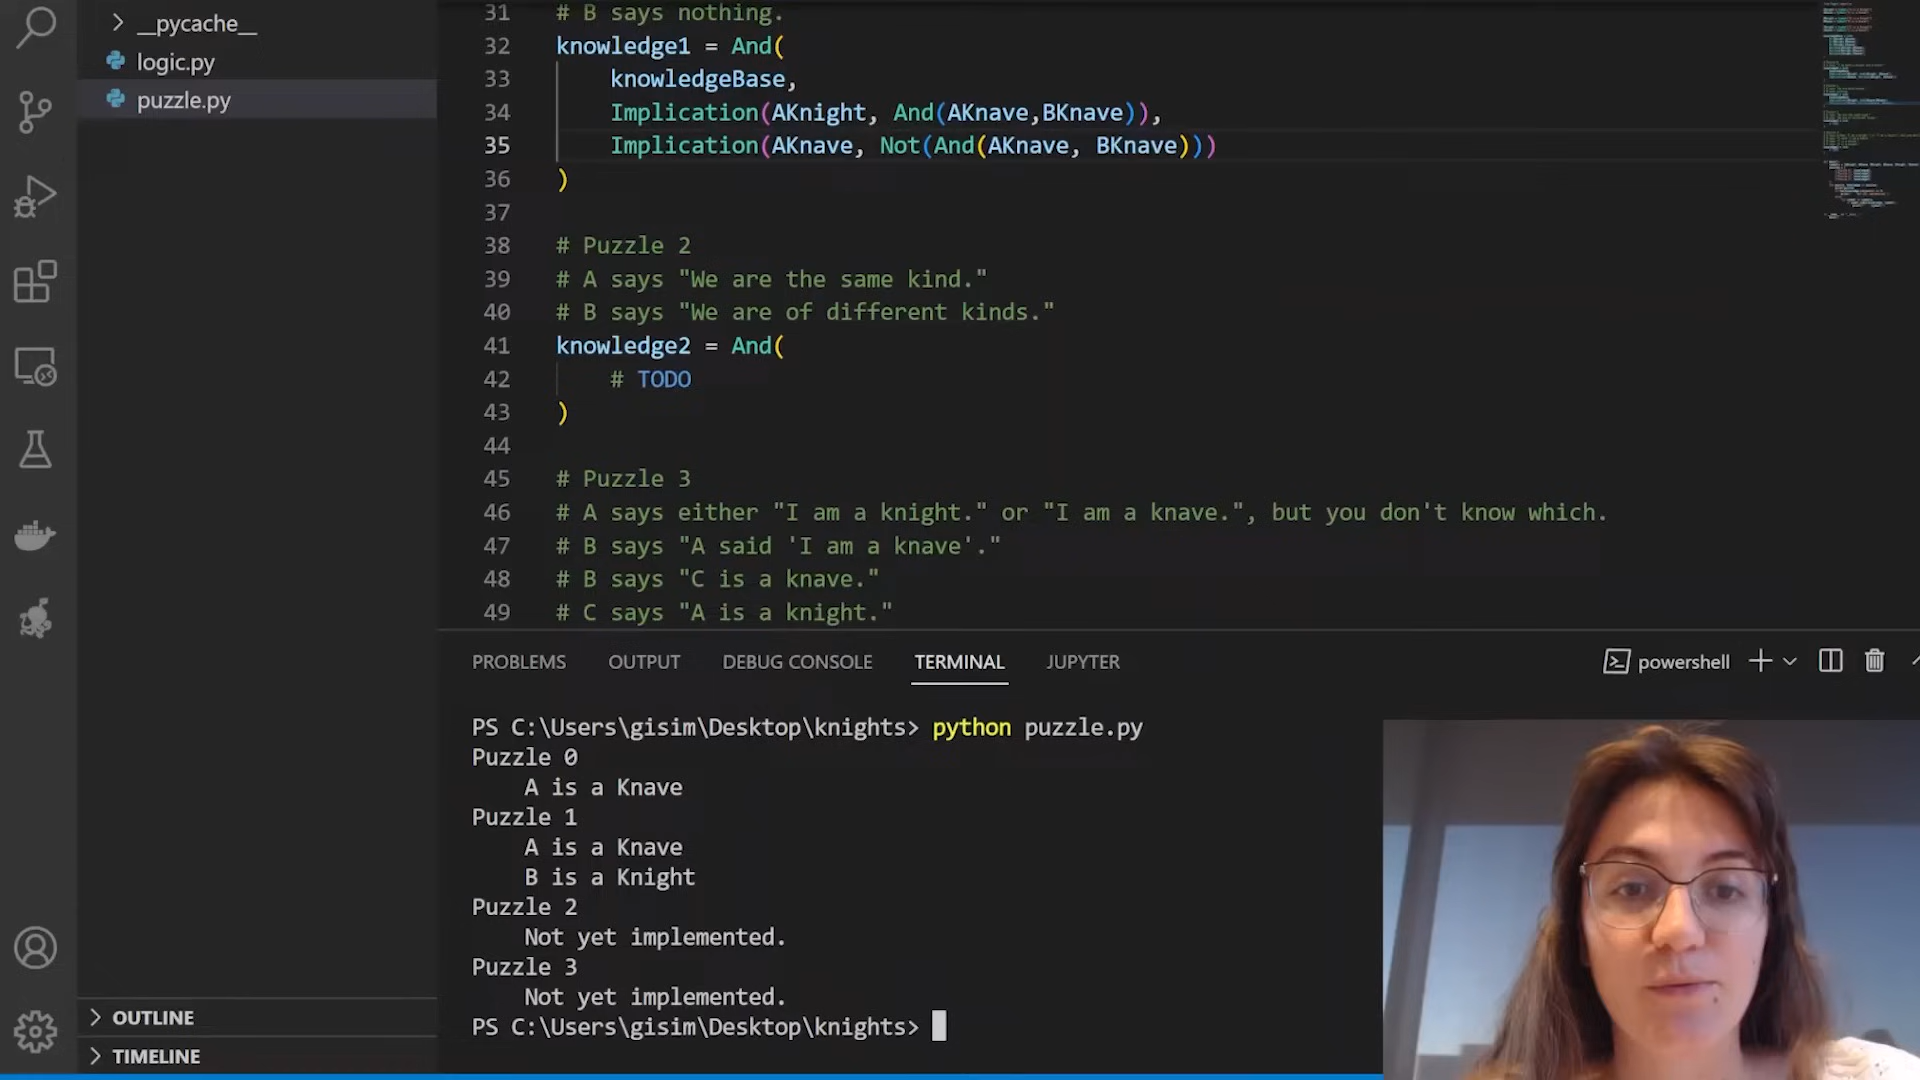 __pycache__
logic.py
puzzle.py
31 # B says nothing.
32 knowledge1 = And(
33 knowledgeBase,
34 Implication(AKnight, And(AKnave,BKnave)),
35 Implication(AKnave, Not(And(AKnave, BKnave)))
36 )
37
38 # Puzzle 2
39 # A says "We are the same kind."
40 # B says "We are of different kinds."
41 knowledge2 = And(
42 # TODO
43 )
44
45 # Puzzle 3
46 # A says either "I am a knight." or "I am a knave.", but you don't know which.
47 # B says "A said 'I am a knave'."
48 # B says "C is a knave."
49 # C says "A is a knight."
PROBLEMS OUTPUT DEBUG CONSOLE TERMINAL JUPYTER powershell
PS C:\Users\gisim\Desktop\knights> python puzzle.py
Puzzle 0
A is a Knave
Puzzle 1
A is a Knave
B is a Knight
Puzzle 2
Not yet implemented.
Puzzle 3
Not yet implemented.
PS C:\Users\gisim\Desktop\knights>
OUTLINE
TIMELINE